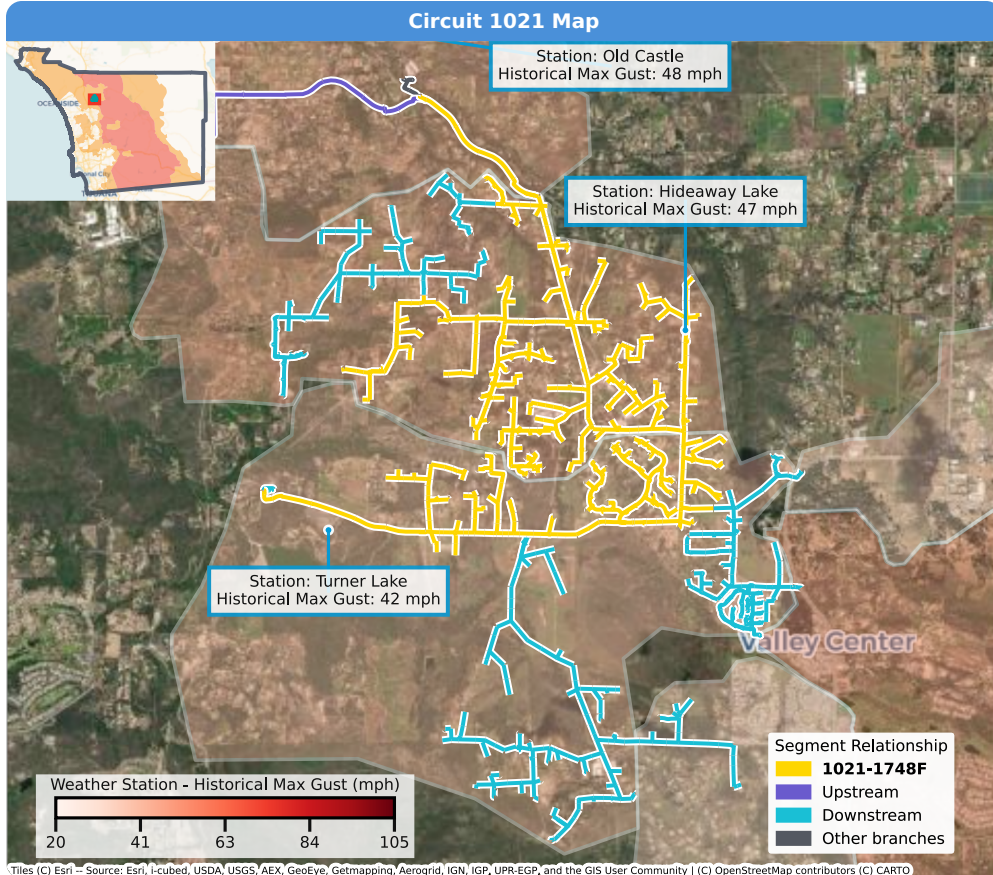 Circuit 1021 Map
Station: Old Castle
Historical Max Gust: 48 mph
OCEANSIDE
Station: Hideaway Lake
Historical Max Gust: 47 mph
Station: Turner Lake
Historical Max Gust: 42 mph
Valley Center
Segment Relationship
1021-1748F
Upstream
Downstream
Other branches
Weather Station - Historical Max Gust (mph)
20 41 63 84 105
Tiles (C) Esri -- Source: Esri, i-cubed, USDA, USGS, AEX, GeoEye, Getmapping, Aerogrid, IGN, IGP, UPR-EGP, and the GIS User Community | (C) OpenStreetMap contributors (C) CARTO